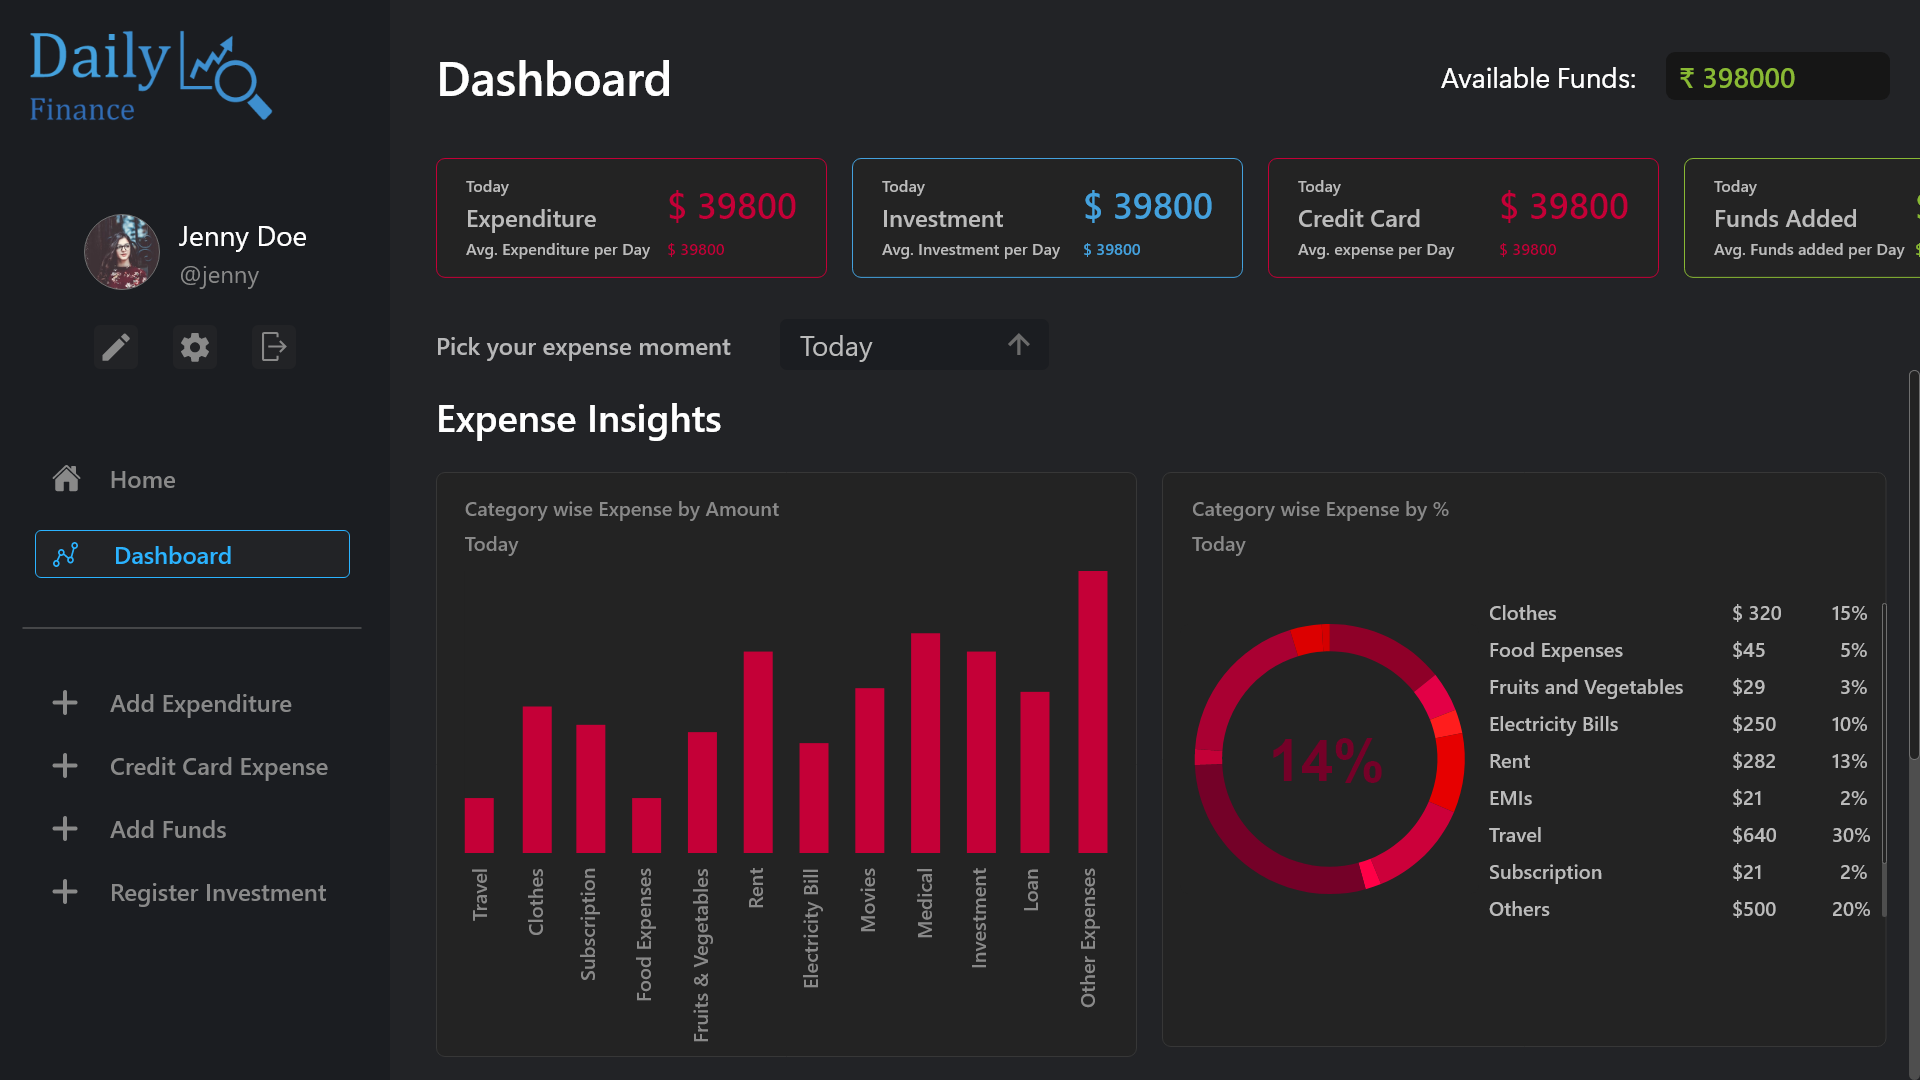 Daily
Finance
Jenny Doe
@jenny
Home
Dashboard
Add Expenditure
Credit Card Expense
Add Funds
Register Investment
Dashboard
Available Funds: ₹ 398000
Today
Expenditure $ 39800
Avg. Expenditure per Day $ 39800
Today
Investment $ 39800
Avg. Investment per Day $ 39800
Today
Credit Card $ 39800
Avg. expense per Day $ 39800
Today
Funds Added
Avg. Funds added per Day
Pick your expense moment Today
Expense Insights
Category wise Expense by Amount
Today
Travel
Clothes
Subscription
Food Expenses
Fruits & Vegetables
Rent
Electricity Bill
Movies
Medical
Investment
Loan
Other Expenses
Category wise Expense by %
Today
14%
Clothes $ 320 15%
Food Expenses $45 5%
Fruits and Vegetables $29 3%
Electricity Bills $250 10%
Rent $282 13%
EMIs $21 2%
Travel $640 30%
Subscription $21 2%
Others $500 20%